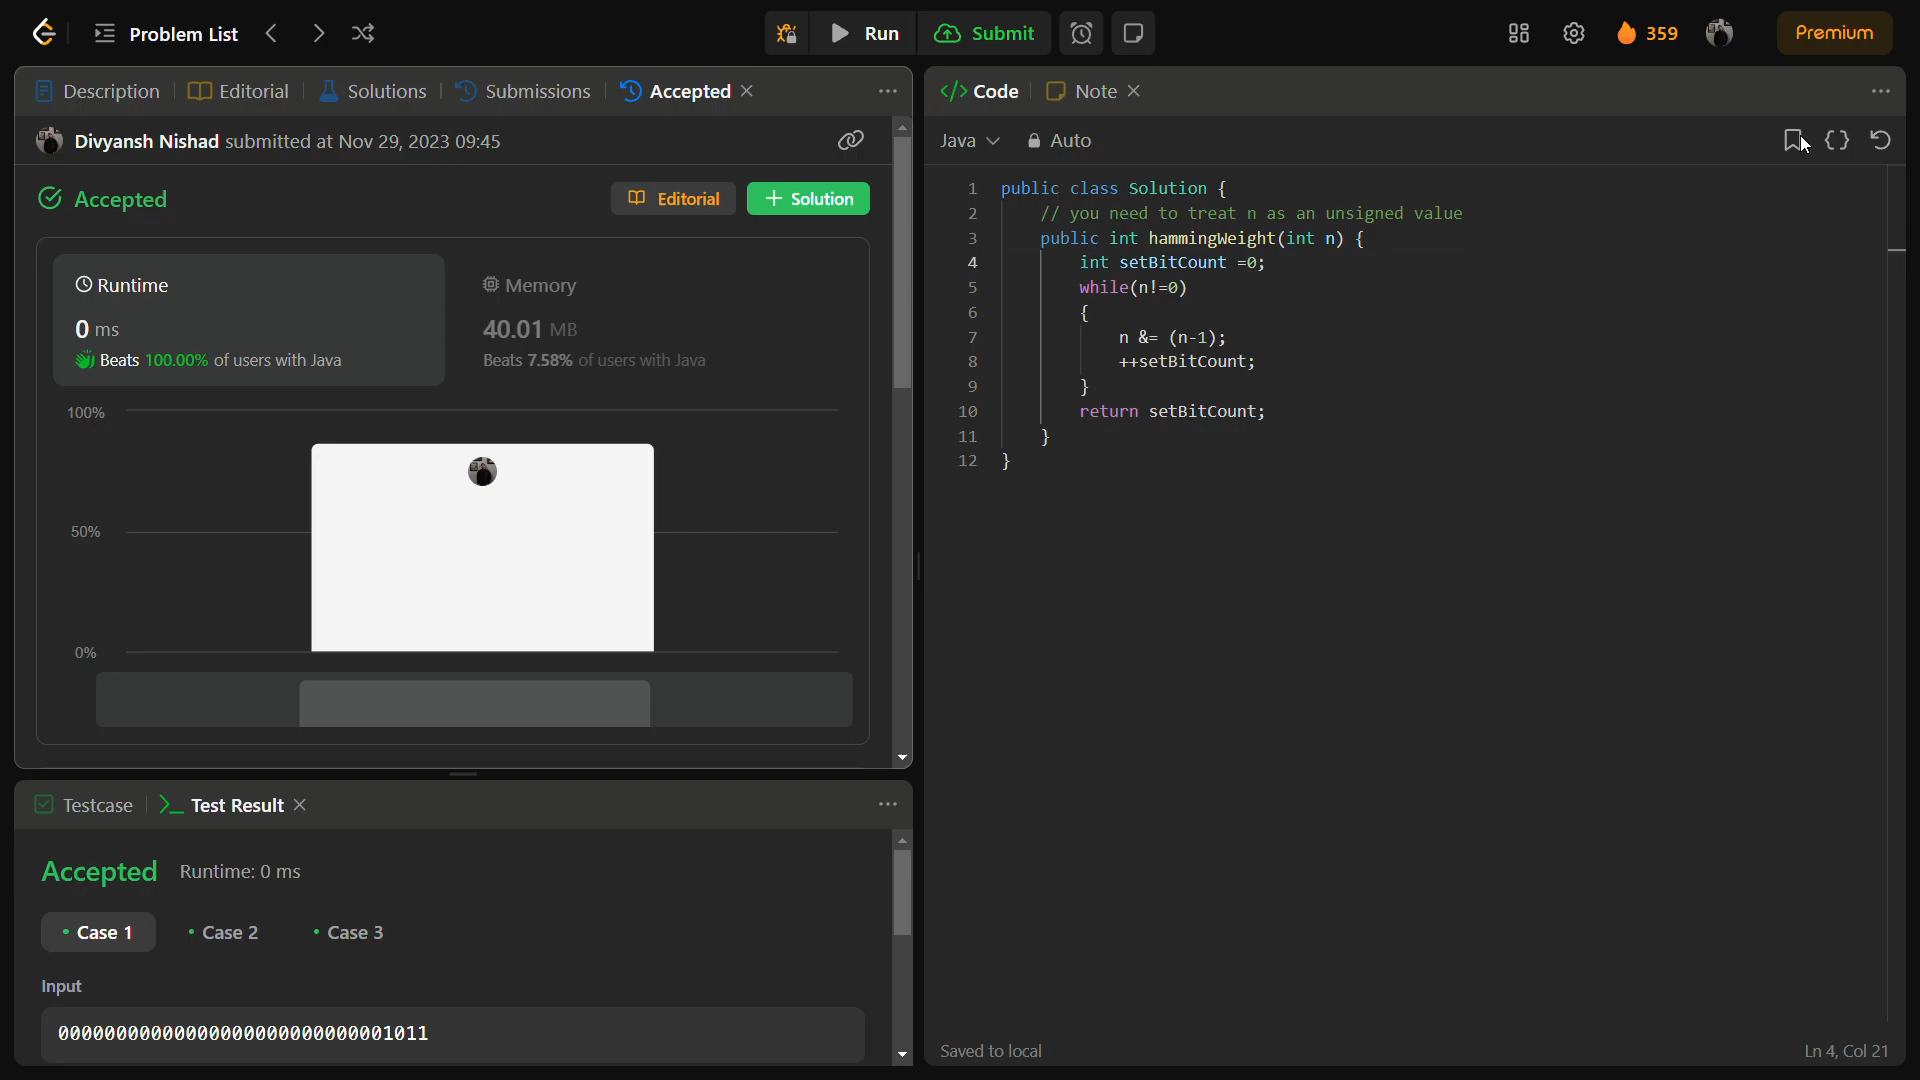 Problem List
Run
Submit
359
Premium
Description
Editorial
Solutions
Submissions
Accepted
Divyansh Nishad submitted at Nov 29, 2023 09:45
Accepted
Editorial
Solution
Runtime
0 ms
Beats 100.00% of users with Java
Memory
40.01 MB
Beats 7.58% of users with Java
100%
50%
0%
Testcase
Test Result
Accepted
Runtime: 0 ms
Case 1
Case 2
Case 3
Input
00000000000000000000000000001011
Code
Note
Java
Auto
1 public class Solution {
2 // you need to treat n as an unsigned value
3 public int hammingWeight(int n) {
4 int setBitCount =0;
5 while(n!=0)
6 {
7 n &= (n-1);
8 ++setBitCount;
9 }
10 return setBitCount;
11 }
12 }
Saved to local
Ln 4, Col 21